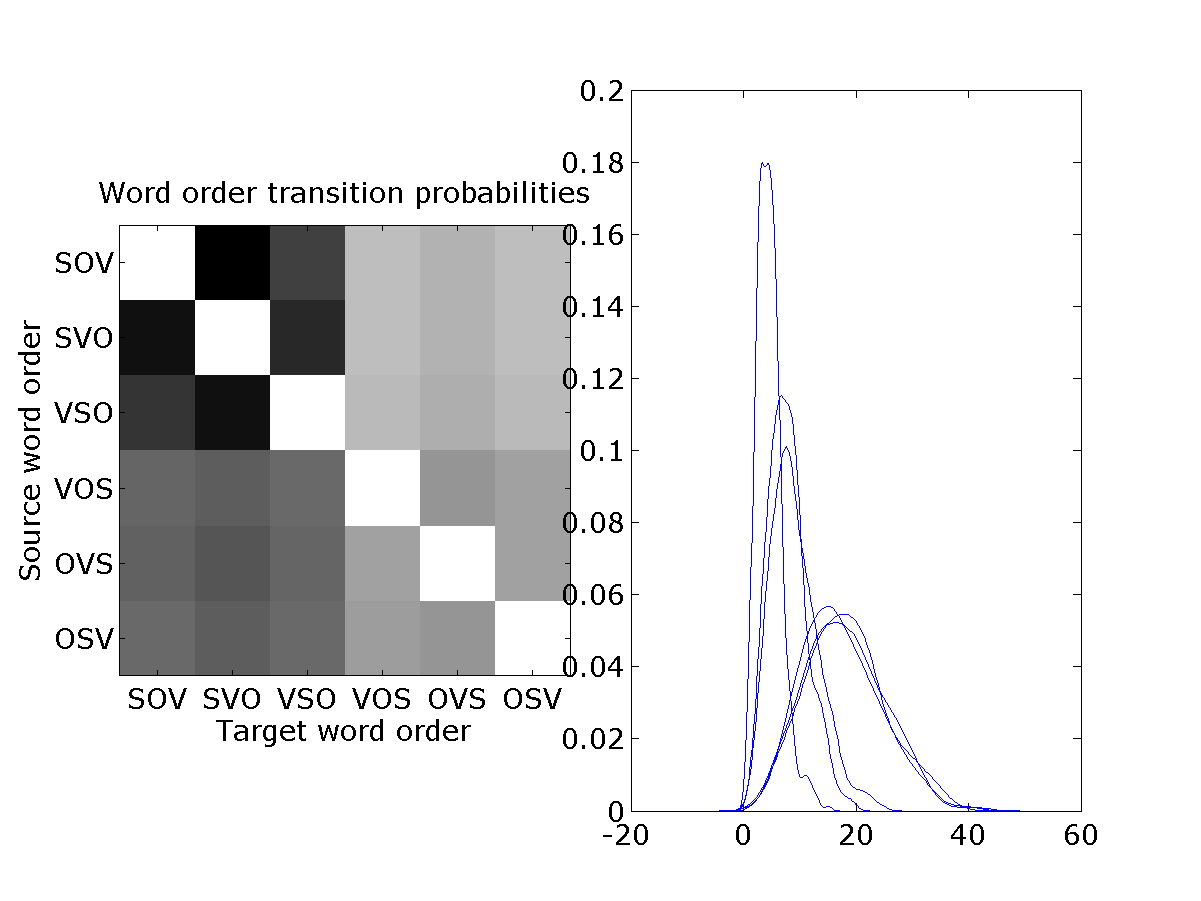 Word order transition probabilities
Source word order
SOV
SVO
VSO
VOS
OVS
OSV
SOV SVO VSO VOS OVS OSV
Target word order
0.2
0.18
0.16
0.14
0.12
0.1
0.08
0.06
0.04
0.02
0
-20 0 20 40 60